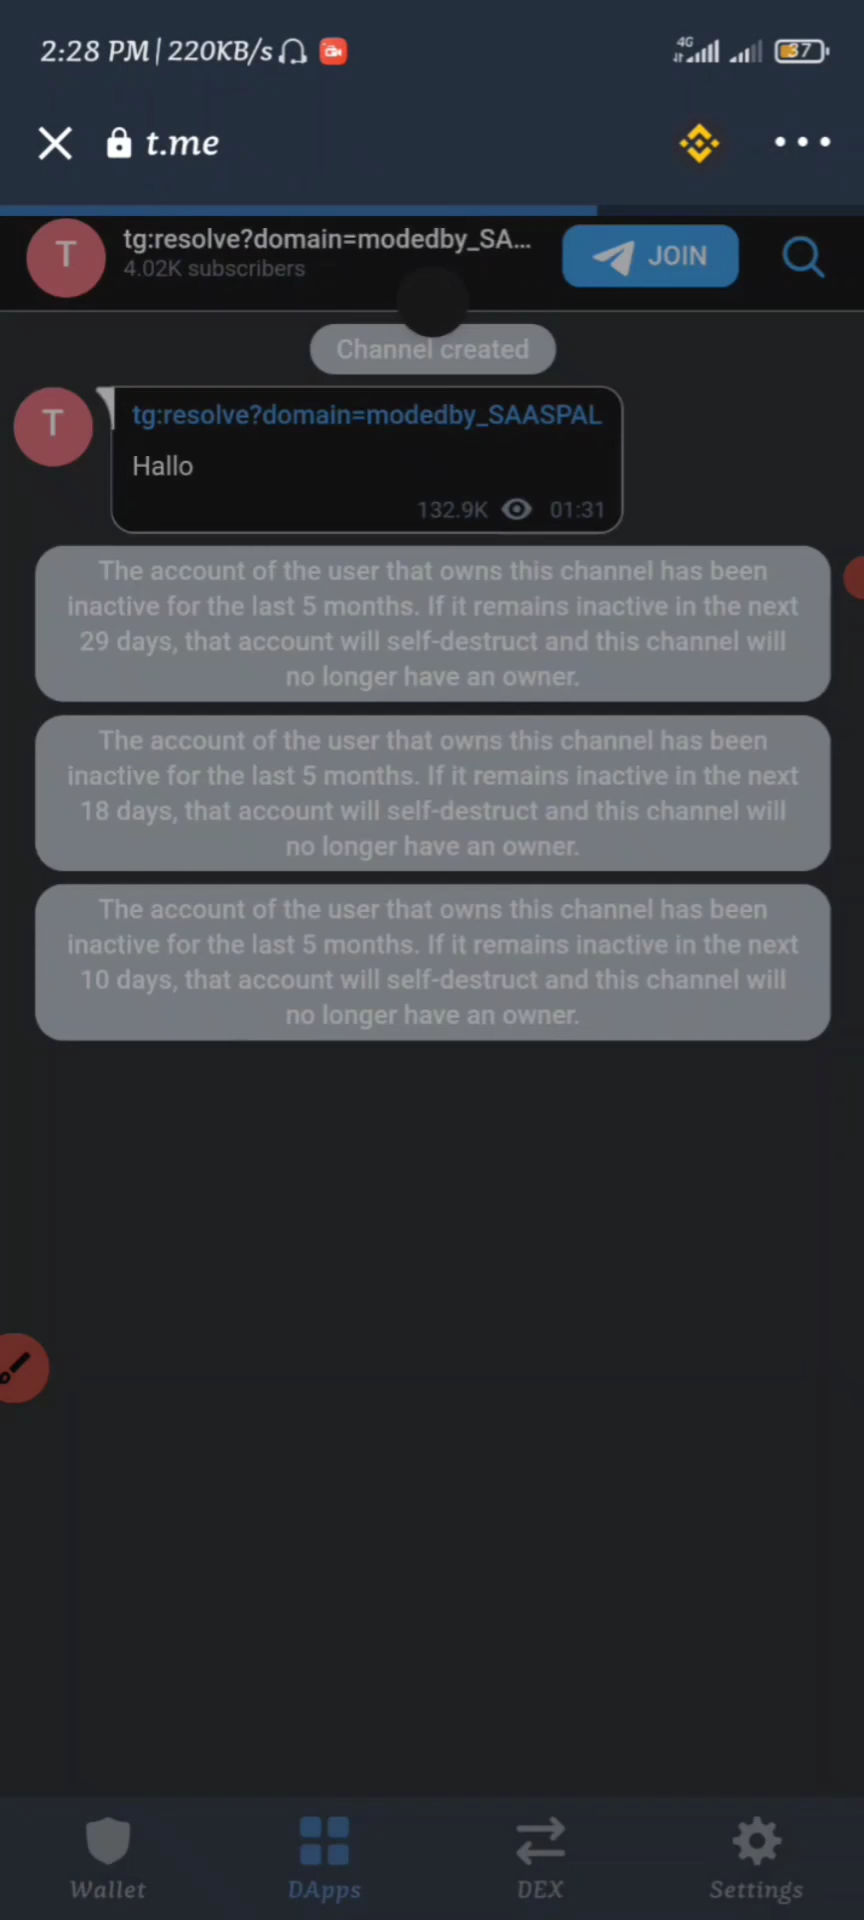 2:28 PM | 220KB/s
4G
37
t.me
T
tg:resolve?domain=modedby_SA...
4.02K subscribers
JOIN
Channel created
T
tg:resolve?domain=modedby_SAASPAL
Hallo
132.9K 01:31
The account of the user that owns this channel has been
inactive for the last 5 months. If it remains inactive in the next
29 days, that account will self-destruct and this channel will
no longer have an owner.
The account of the user that owns this channel has been
inactive for the last 5 months. If it remains inactive in the next
18 days, that account will self-destruct and this channel will
no longer have an owner.
The account of the user that owns this channel has been
inactive for the last 5 months. If it remains inactive in the next
10 days, that account will self-destruct and this channel will
no longer have an owner.
Wallet
DApps
DEX
Settings